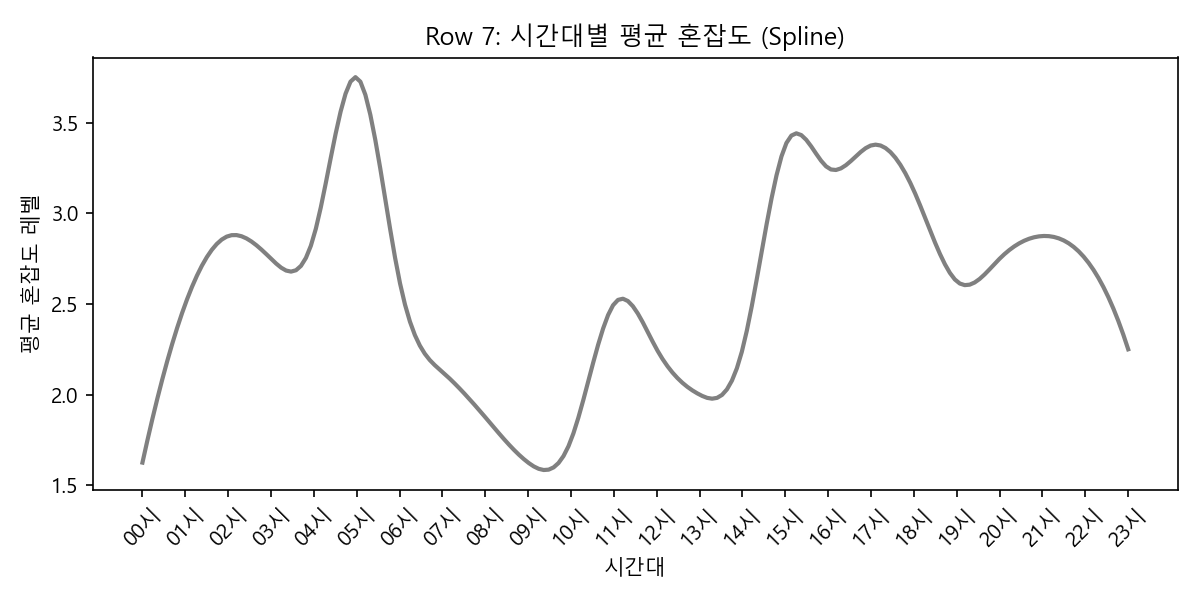 Row 7: 시간대별 평균 혼잡도 (Spline)
평균 혼잡도 레벨
3.5
3.0
2.5
2.0
1.5
00시 01시 02시 03시 04시 05시 06시 07시 08시 09시 10시 11시 12시 13시 14시 15시 16시 17시 18시 19시 20시 21시 22시 23시
시간대